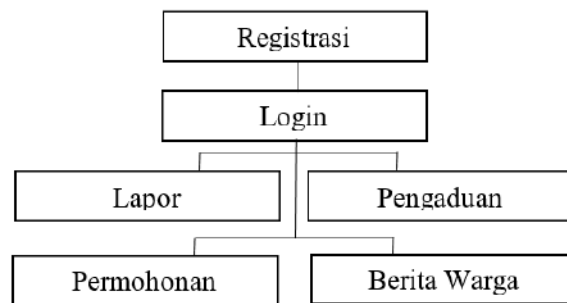 Registrasi
Login
Lapor
Pengaduan
Permohonan
Berita Warga